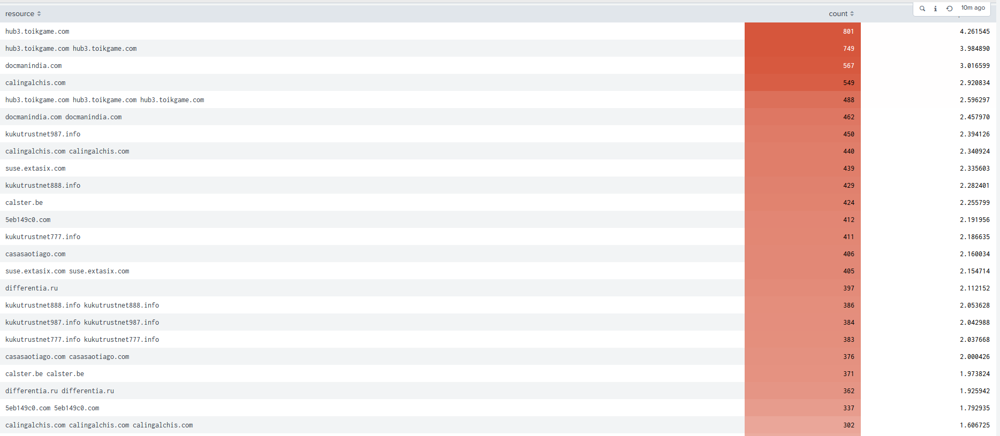 resource count 10m ago
hub3.toikgame.com 801 4.261545
hub3.toikgame.com hub3.toikgame.com 749 3.984890
docmanindia.com 567 3.016599
calingalchis.com 549 2.920834
hub3.toikgame.com hub3.toikgame.com hub3.toikgame.com 488 2.596297
docmanindia.com docmanindia.com 462 2.457970
kukutrustnet987.info 450 2.394126
calingalchis.com calingalchis.com 440 2.340924
suse.extasix.com 439 2.335603
kukutrustnet888.info 429 2.282401
calster.be 424 2.255799
5eb149c0.com 412 2.191956
kukutrustnet777.info 411 2.186635
casasaotiago.com 406 2.160034
suse.extasix.com suse.extasix.com 405 2.154714
differentia.ru 397 2.112152
kukutrustnet888.info kukutrustnet888.info 386 2.053628
kukutrustnet987.info kukutrustnet987.info 384 2.042988
kukutrustnet777.info kukutrustnet777.info 383 2.037668
casasaotiago.com casasaotiago.com 376 2.000426
calster.be calster.be 371 1.973824
differentia.ru differentia.ru 362 1.925942
5eb149c0.com 5eb149c0.com 337 1.792935
calingalchis.com calingalchis.com calingalchis.com 302 1.606725